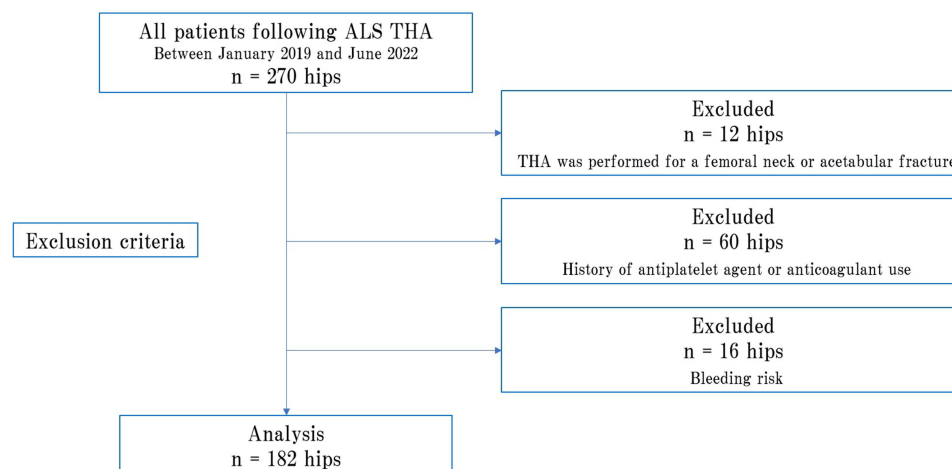 All patients following ALS THA
Between January 2019 and June 2022
n = 270 hips
Excluded
n = 12 hips
THA was performed for a femoral neck or acetabular fracture
Excluded
n = 60 hips
History of antiplatelet agent or anticoagulant use
Exclusion criteria
Excluded
n = 16 hips
Bleeding risk
Analysis
n = 182 hips